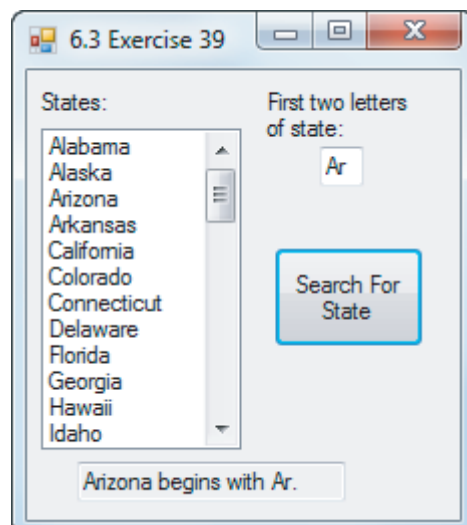 6.3 Exercise 39
States:
Alabama
Alaska
Arizona
Arkansas
California
Colorado
Connecticut
Delaware
Florida
Georgia
Hawaii
Idaho
First two letters
of state:
Ar
Search For
State
Arizona begins with Ar.